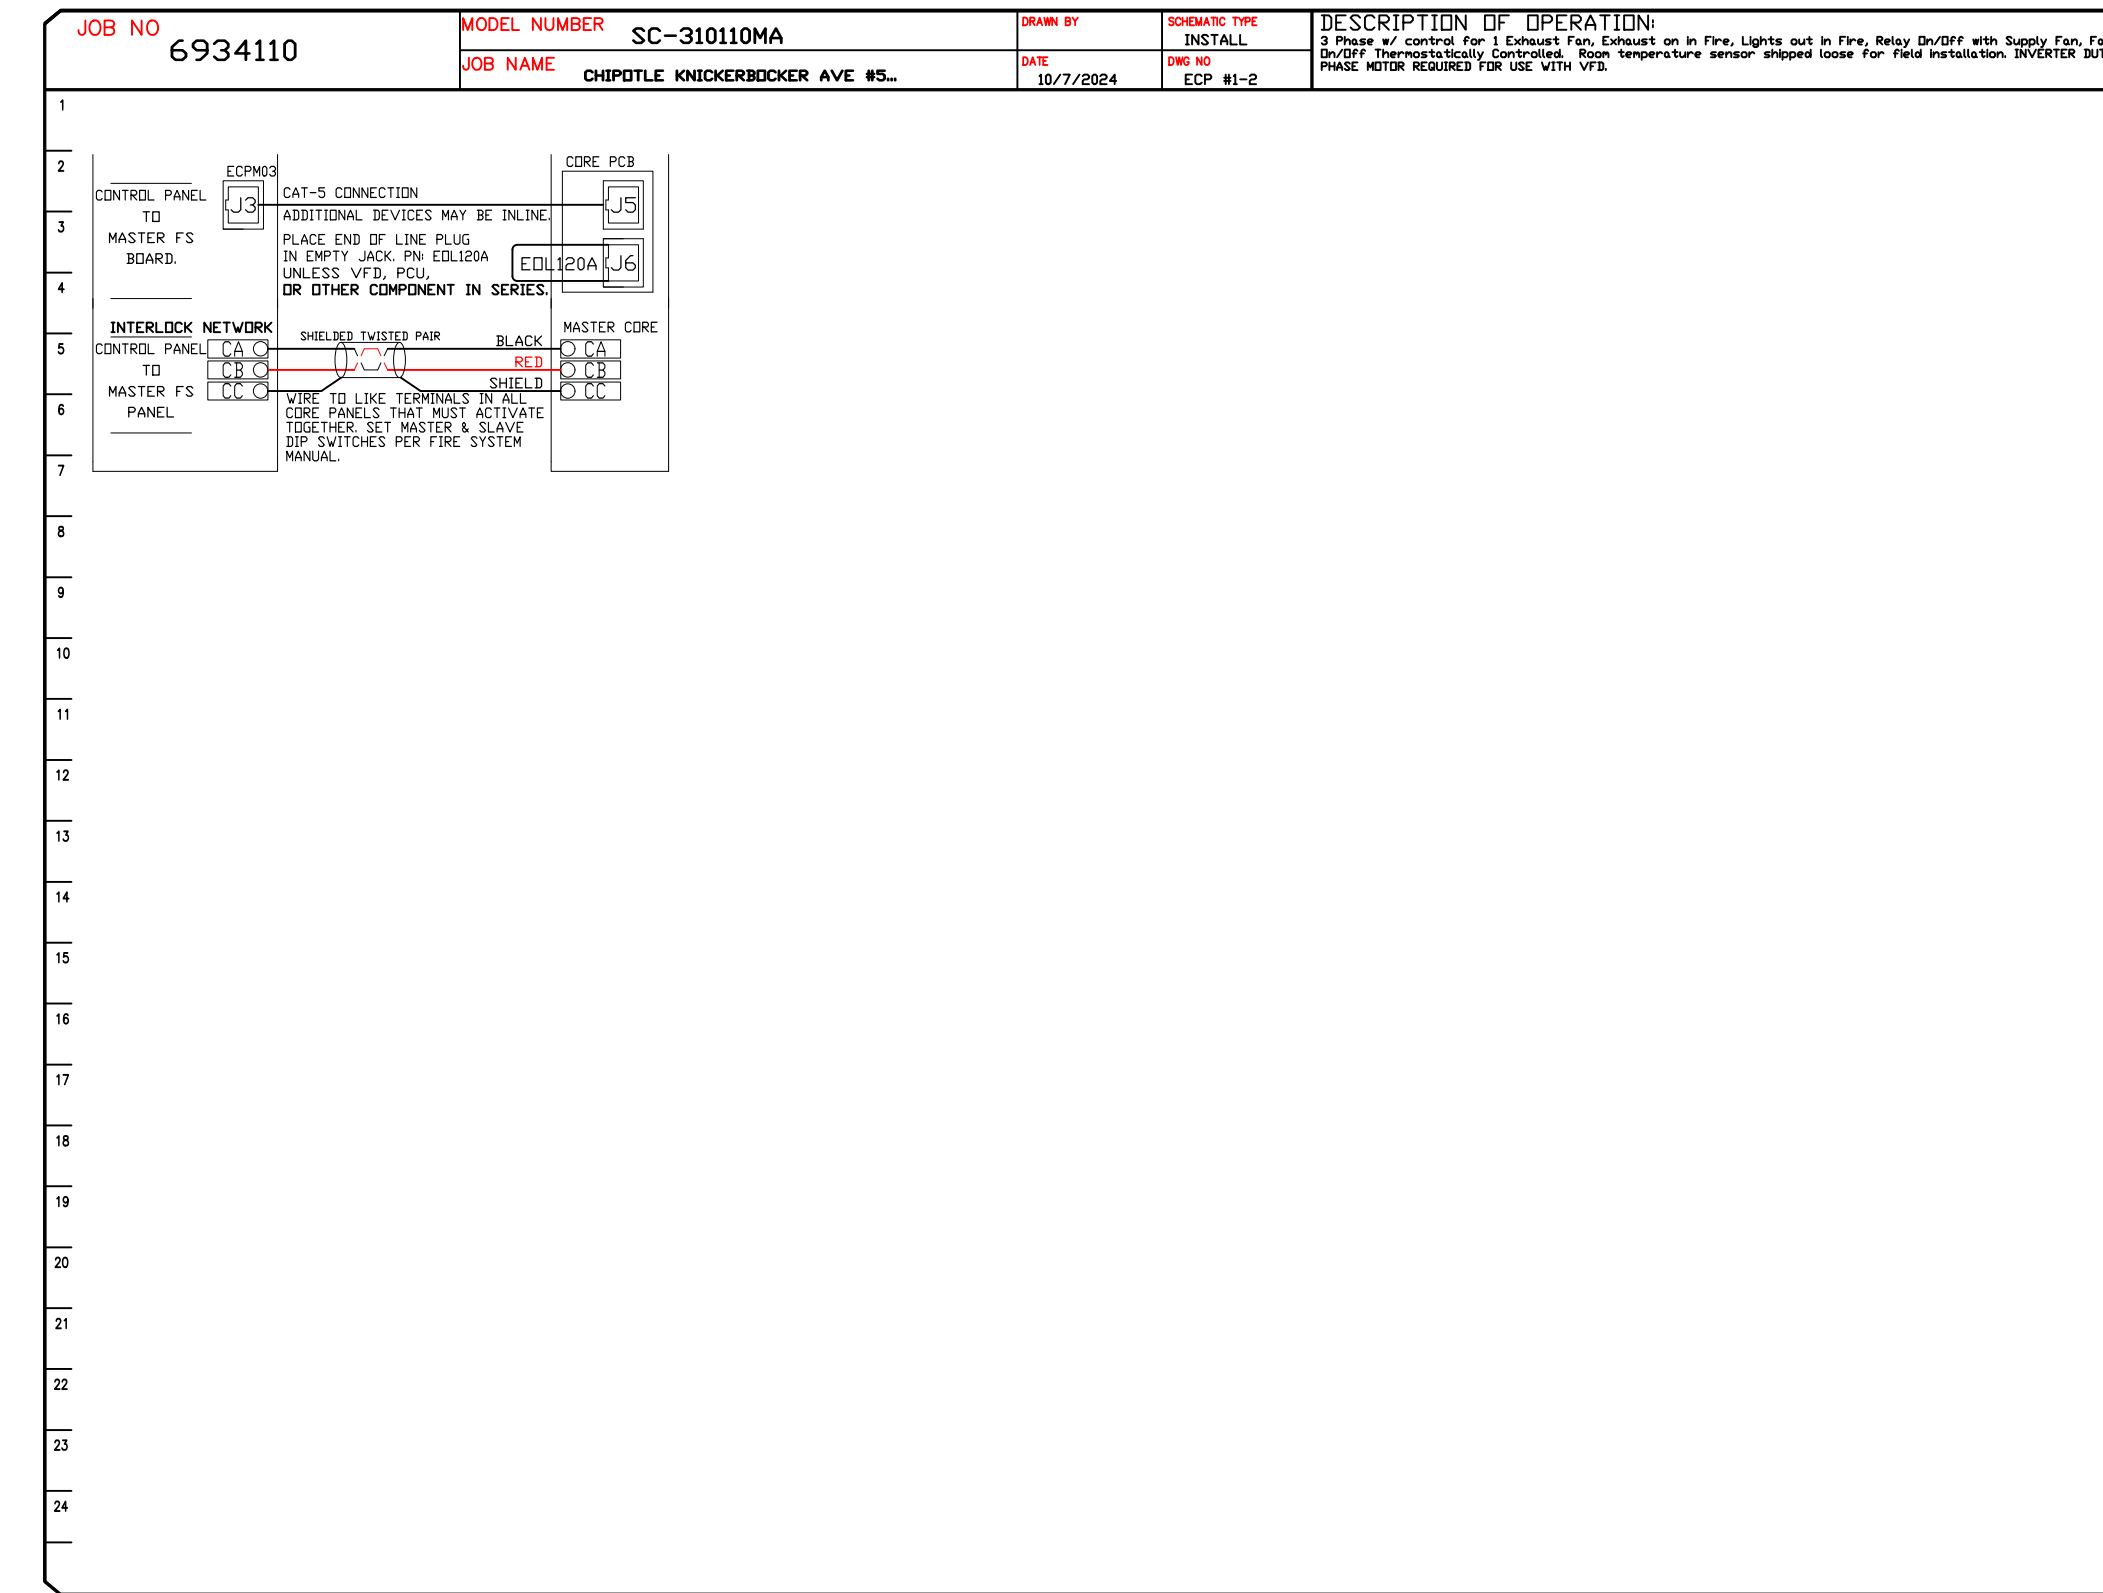 JOB NO
6934110
MODEL NUMBER
SC-310110MA
JOB NAME
CHIPOTLE KNICKERBOCKER AVE #5...
DRAWN BY
DATE
10/7/2024
SCHEMATIC TYPE
INSTALL
DWG NO
ECP #1-2
DESCRIPTION OF OPERATION:
3 Phase w/ control for 1 Exhaust Fan, Exhaust on in Fire, Lights out in Fire, Relay On/Off with Supply Fan,
On/Off Thermostatically Controlled. Room temperature sensor shipped loose for field installation. INVERTER
PHASE MOTOR REQUIRED FOR USE WITH VFD.
1
2
3
4
5
6
7
8
9
10
11
12
13
14
15
16
17
18
19
20
21
22
23
24
CONTROL PANEL
TO
MASTER FS
BOARD.
ECPM03
J3
CAT-5 CONNECTION
ADDITIONAL DEVICES MAY BE INLINE.
PLACE END OF LINE PLUG
IN EMPTY JACK. PN: EOL120A
UNLESS VFD, PCU,
OR OTHER COMPONENT IN SERIES.
CORE PCB
J5
EOL120A
J6
INTERLOCK NETWORK
CONTROL PANEL
TO
MASTER FS
PANEL
CA
CB
CC
SHIELDED TWISTED PAIR
BLACK
RED
SHIELD
MASTER CORE
CA
CB
CC
WIRE TO LIKE TERMINALS IN ALL
CORE PANELS THAT MUST ACTIVATE
TOGETHER. SET MASTER & SLAVE
DIP SWITCHES PER FIRE SYSTEM
MANUAL.